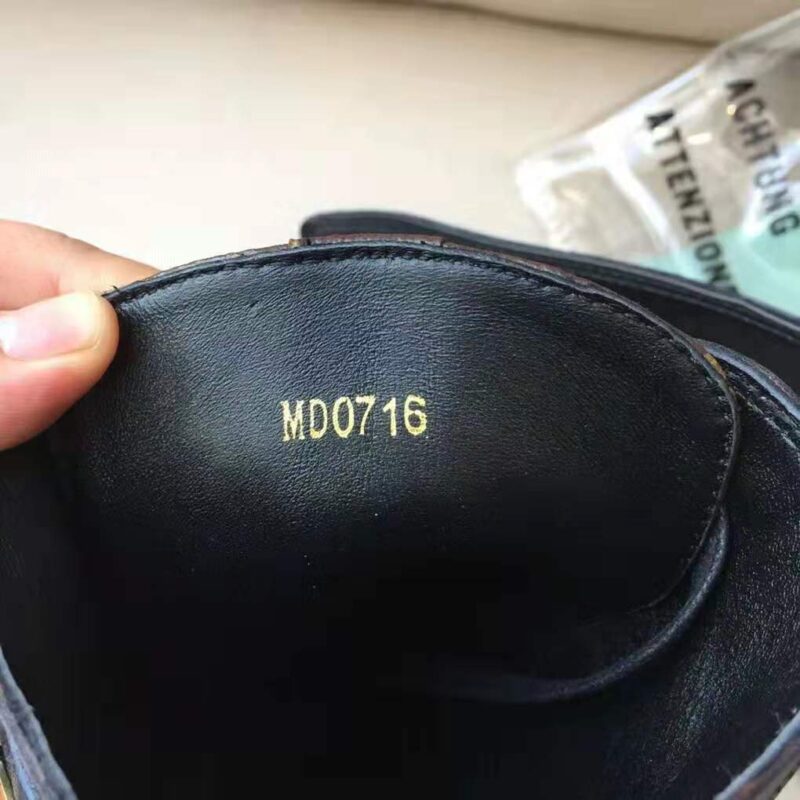 MD0716
ACHTUNG
ATTENZIONE